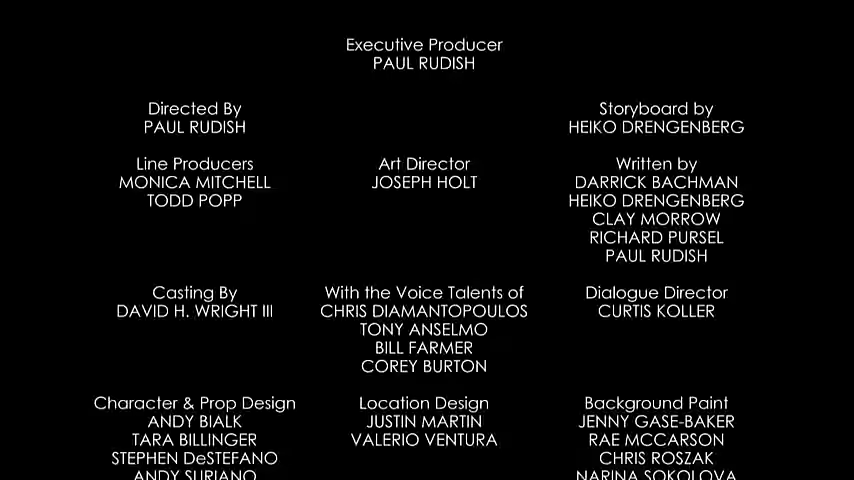 Executive Producer
PAUL RUDISH
Directed By
PAUL RUDISH
Storyboard by
HEIKO DRENGENBERG
Line Producers
MONICA MITCHELL
TODD POPP
Art Director
JOSEPH HOLT
Written by
DARRICK BACHMAN
HEIKO DRENGENBERG
CLAY MORROW
RICHARD PURSEL
PAUL RUDISH
Casting By
DAVID H. WRIGHT III
With the Voice Talents of
CHRIS DIAMANTOPOULOS
TONY ANSELMO
BILL FARMER
COREY BURTON
Dialogue Director
CURTIS KOLLER
Character & Prop Design
ANDY BIALK
TARA BILLINGER
STEPHEN DeSTEFANO
ANDY SURIANO
Location Design
JUSTIN MARTIN
VALERIO VENTURA
Background Paint
JENNY GASE-BAKER
RAE MCCARSON
CHRIS ROSZAK
NARINA SOKOLOVA